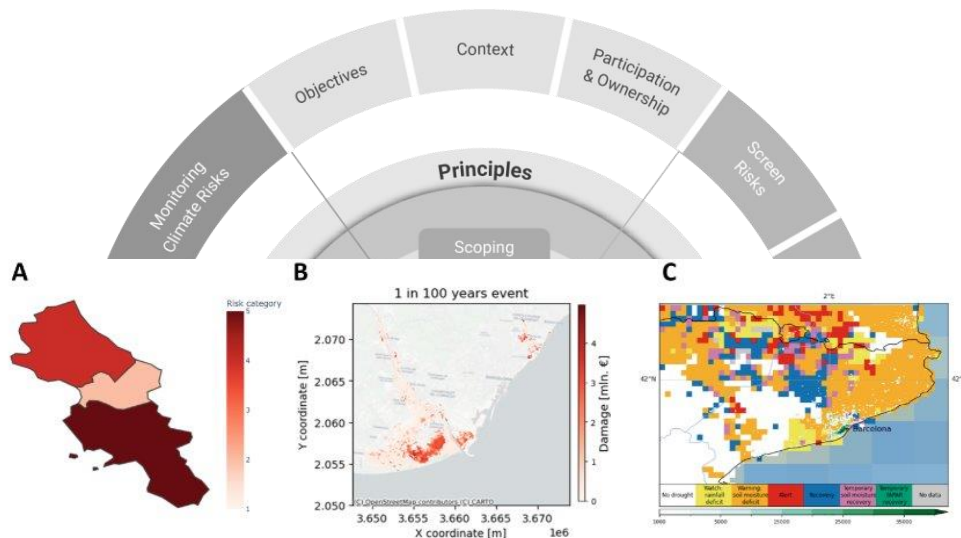 Context
Objectives
Participation
& Ownership
Monitoring
Climate Risks
Principles
Screen
Risks
Scoping
A
B
C
Risk category
5
4
3
2
1
1 in 100 years event
2.070
2.065
2.060
2.055
2.050
Y coordinate [m]
3.650
3.655
3.660
3.665
3.670
1e6
X coordinate [m]
(C) OpenStreetMap contributors (C) CARTO
4
3
2
1
0
Damage [mln. €]
2°E
42°N
42°
Barcelona
No drought
Watch:
rainfall
deficit
Warning:
soil moisture
deficit
Alert
Recovery
Temporary
soil moisture
recovery
Temporary
recovery
No data
5000
15000
25000
35000